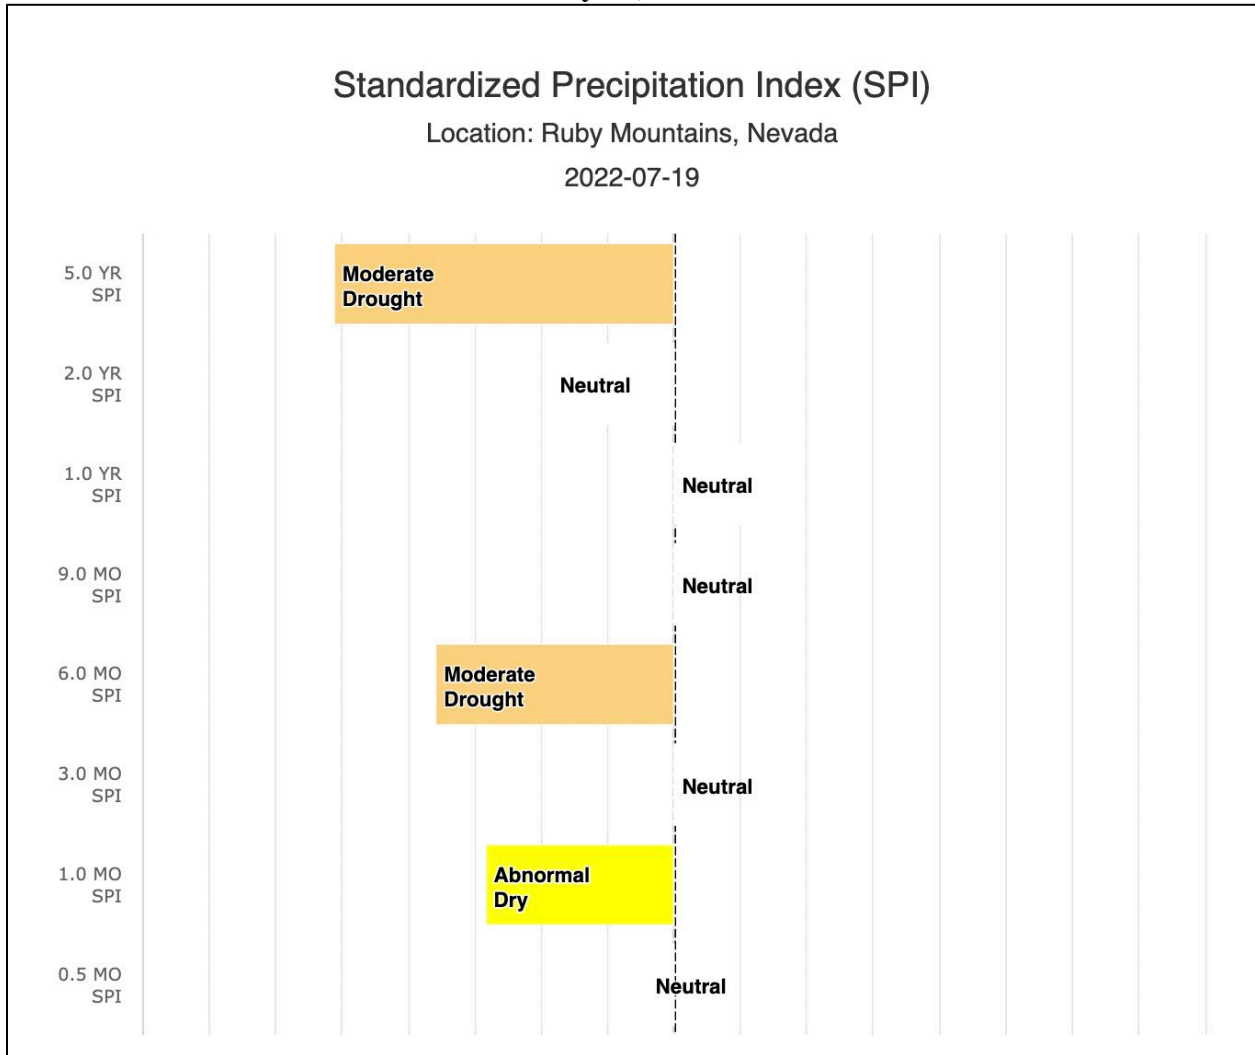 Standardized Precipitation Index (SPI)
Location: Ruby Mountains, Nevada
2022-07-19
5.0 YR
SPI
Moderate
Drought
2.0 YR
SPI
Neutral
1.0 YR
SPI
Neutral
9.0 MO
SPI
Neutral
6.0 MO
SPI
Moderate
Drought
3.0 MO
SPI
Neutral
1.0 MO
SPI
Abnormal
Dry
0.5 MO
SPI
Neutral